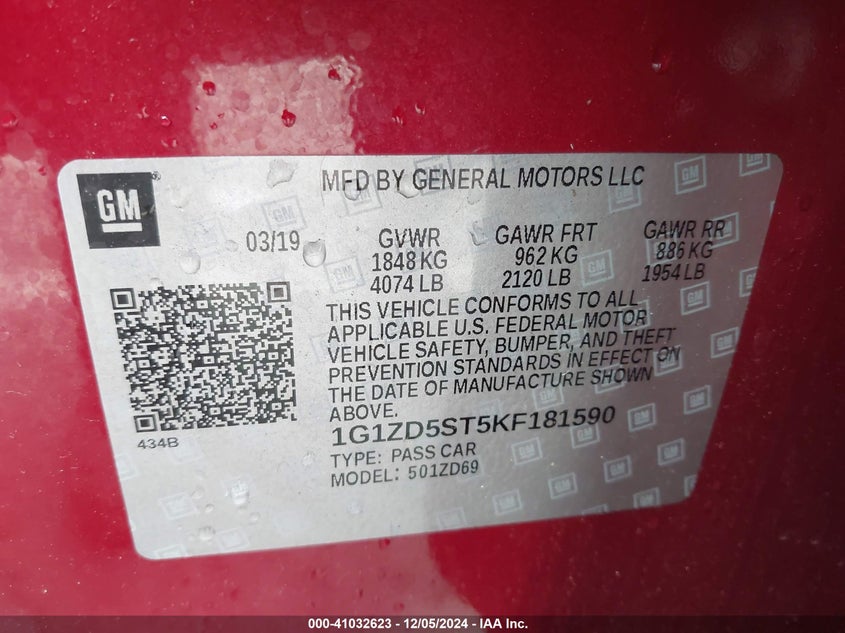 GM
MFD BY GENERAL MOTORS LLC
03/19
GVWR
1848 KG
4074 LB
GAWR FRT
962 KG
2120 LB
GAWR RR
886 KG
1954 LB
THIS VEHICLE CONFORMS TO ALL
APPLICABLE U.S. FEDERAL MOTOR
VEHICLE SAFETY, BUMPER, AND THEFT
PREVENTION STANDARDS IN EFFECT ON
THE DATE OF MANUFACTURE SHOWN
ABOVE.
434B
1G1ZD5ST5KF181590
TYPE: PASS CAR
MODEL: 501ZD69
000-41032623 - 12/05/2024 - IAA Inc.